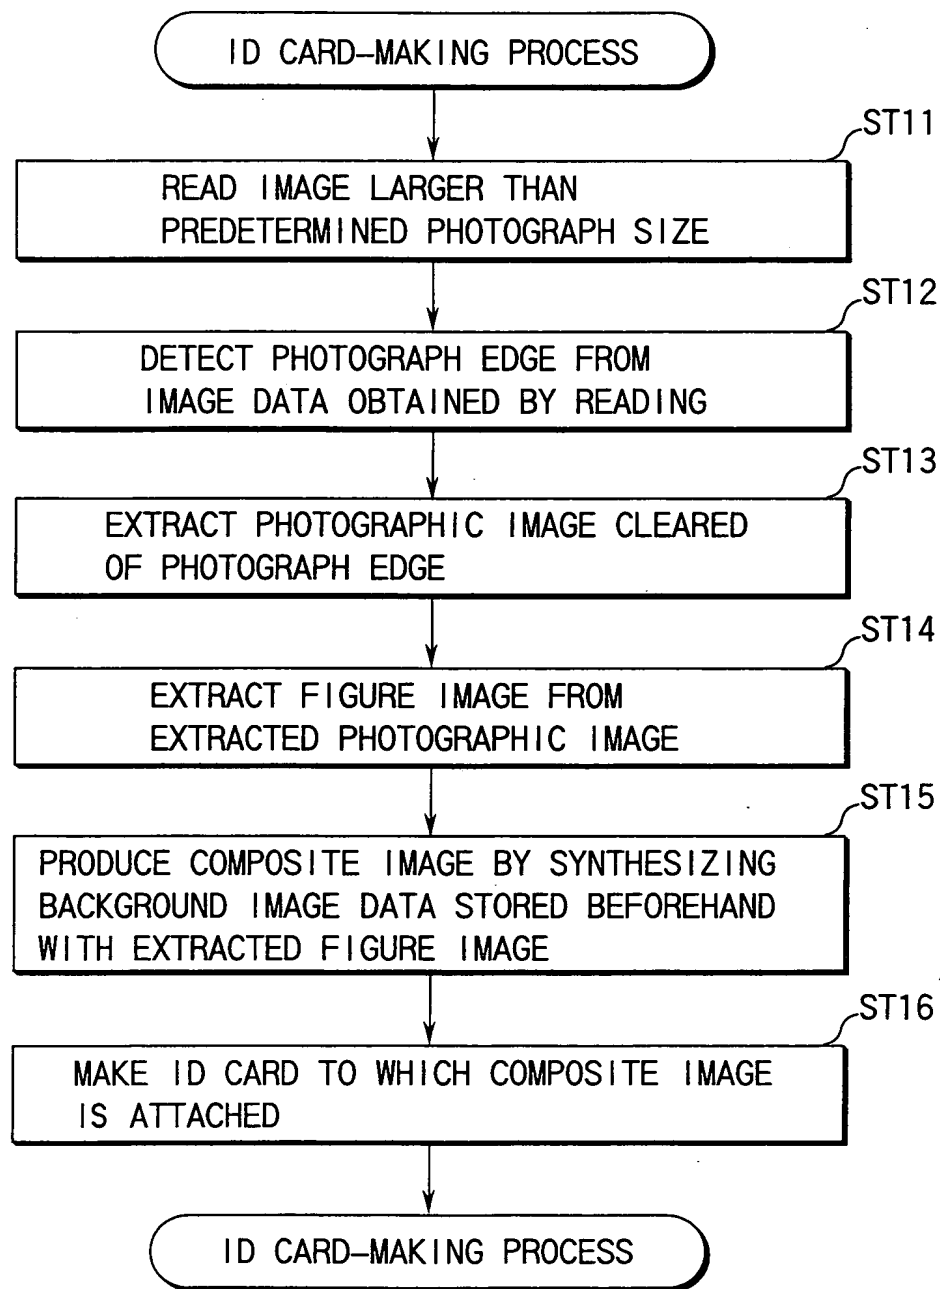 ID CARD-MAKING PROCESS
ST11
READ IMAGE LARGER THAN
PREDETERMINED PHOTOGRAPH SIZE
ST12
DETECT PHOTOGRAPH EDGE FROM
IMAGE DATA OBTAINED BY READING
ST13
EXTRACT PHOTOGRAPHIC IMAGE CLEARED
OF PHOTOGRAPH EDGE
ST14
EXTRACT FIGURE IMAGE FROM
EXTRACTED PHOTOGRAPHIC IMAGE
ST15
PRODUCE COMPOSITE IMAGE BY SYNTHESIZING
BACKGROUND IMAGE DATA STORED BEFOREHAND
WITH EXTRACTED FIGURE IMAGE
ST16
MAKE ID CARD TO WHICH COMPOSITE IMAGE
IS ATTACHED
ID CARD-MAKING PROCESS